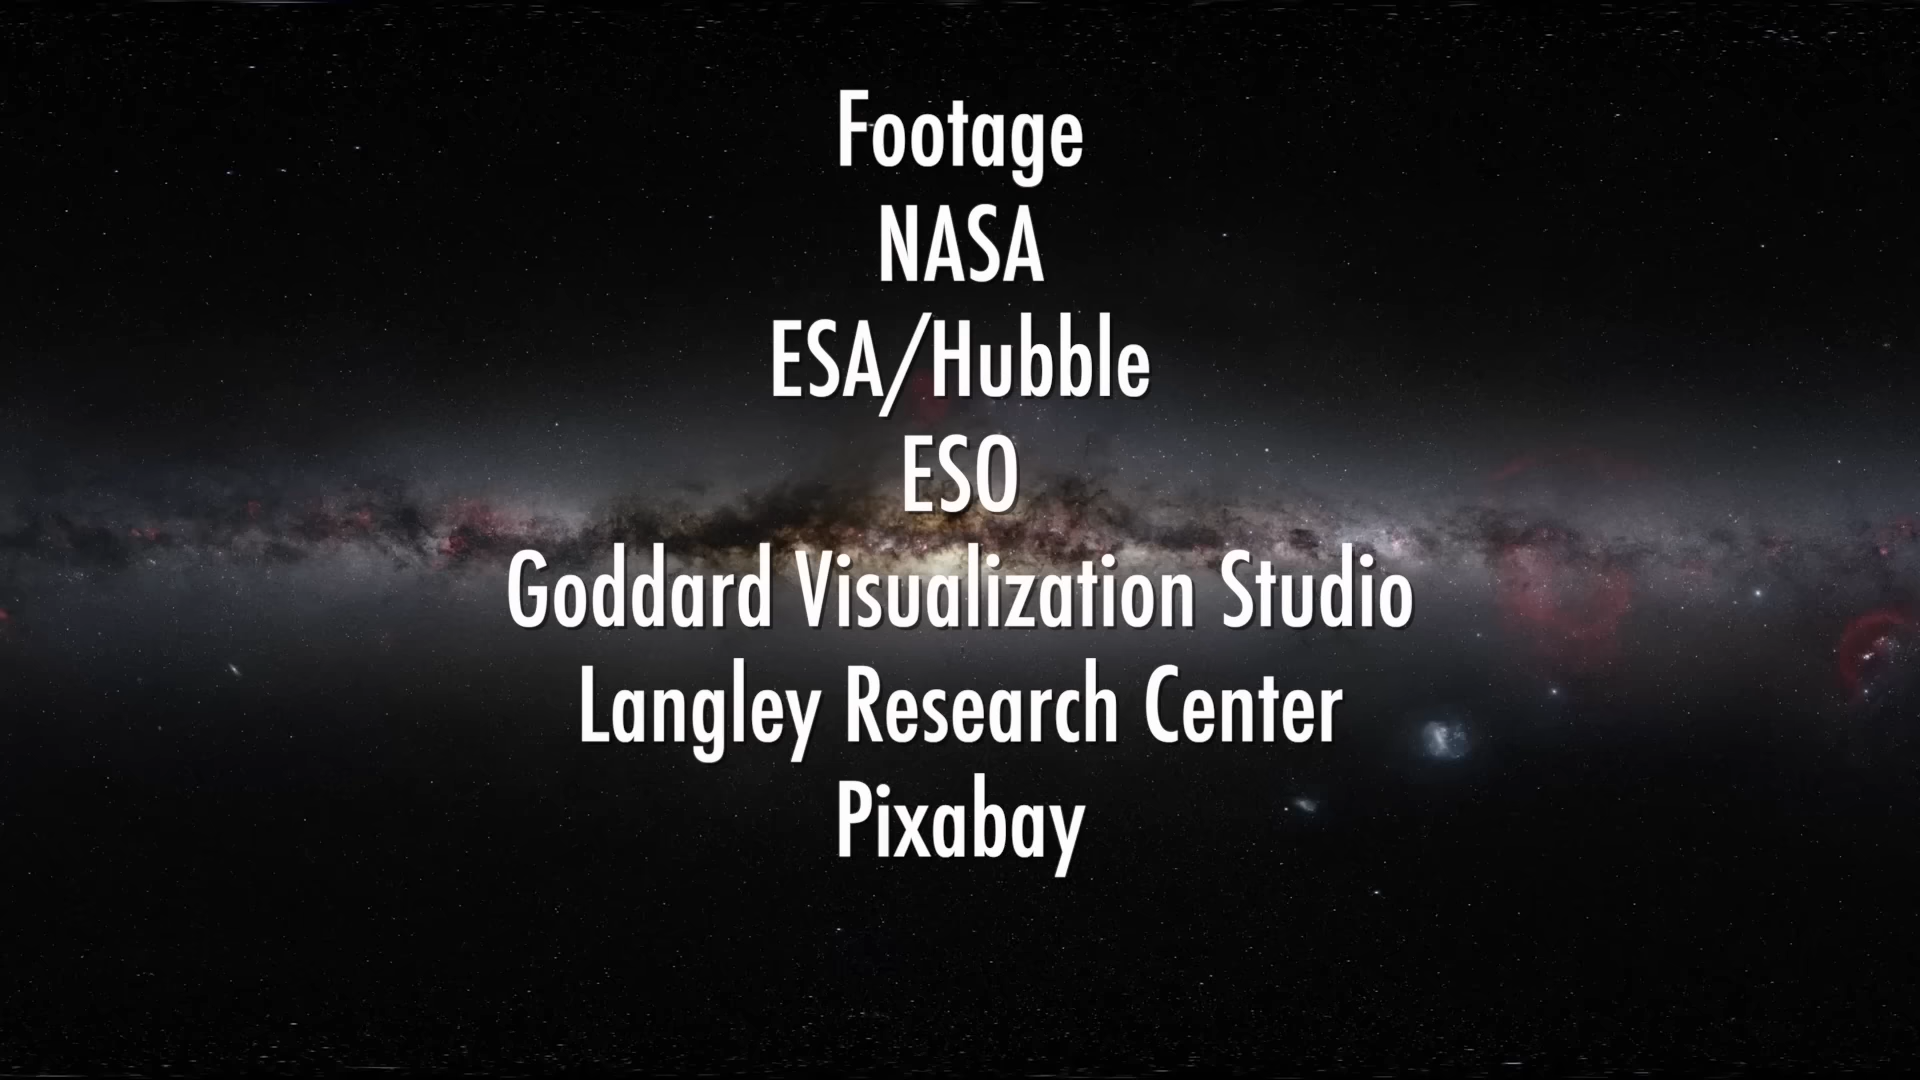 Footage
NASA
ESA/Hubble
ESO
Goddard Visualization Studio
Langley Research Center
Pixabay